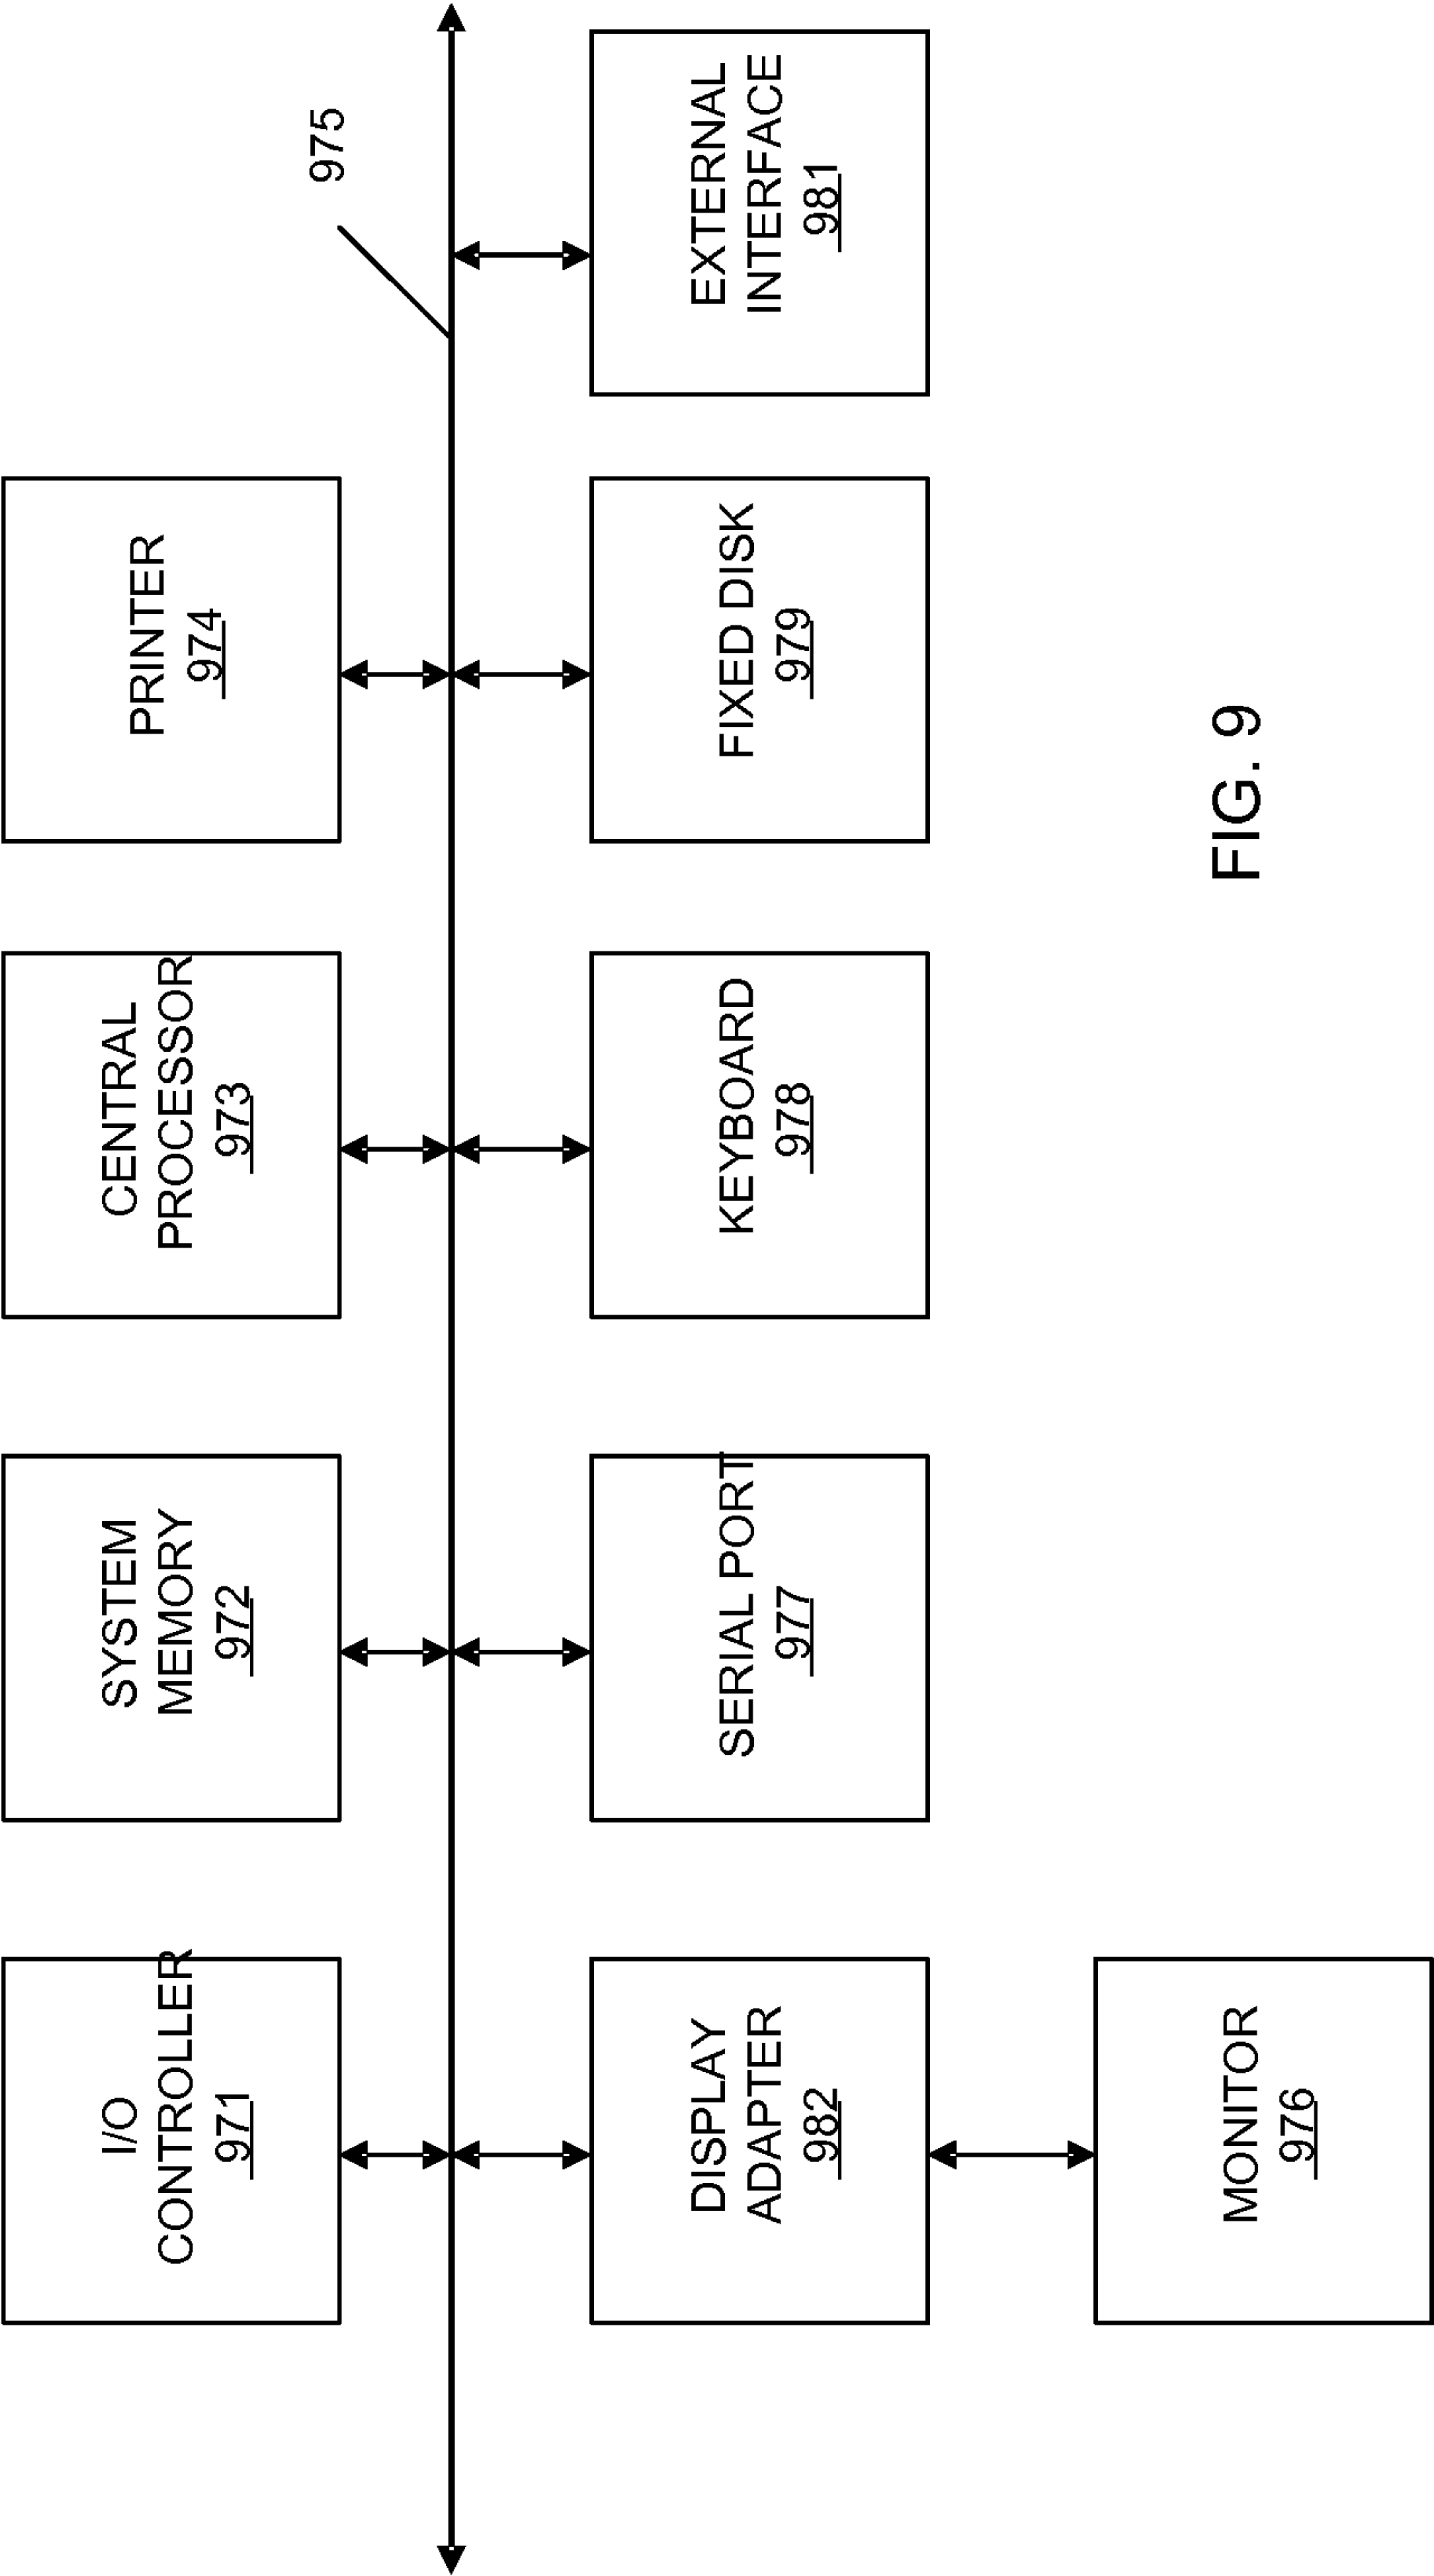 I/O
CONTROLLER
971
SYSTEM
MEMORY
972
CENTRAL
PROCESSOR
973
PRINTER
974
975
DISPLAY
ADAPTER
982
SERIAL PORT
977
KEYBOARD
978
FIXED DISK
979
EXTERNAL
INTERFACE
981
MONITOR
976
FIG. 9